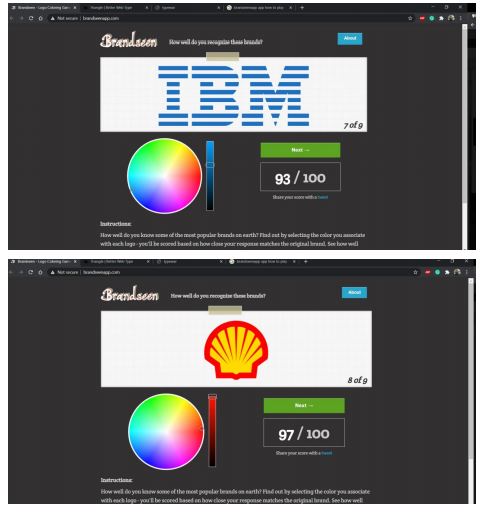 Brandseen - Logo Coloring Gam
Triangle | Better Web Type
typewar
brandseenapp app how to play
Not secure | brandseenapp.com
Brandseen
How well do you recognize these brands?
About
IBM
7 of 9
Next →
93 / 100
Share your score with a tweet
Instructions:
How well do you know some of the most popular brands on earth? Find out by selecting the color you associate
with each logo - you'll be scored based on how close your response matches the original brand. See how well
Brandseen - Logo Coloring Gam
Triangle | Better Web Type
typewar
brandseenapp app how to play
Not secure | brandseenapp.com
Brandseen
How well do you recognize these brands?
About
8 of 9
Next →
97 / 100
Share your score with a tweet
Instructions:
How well do you know some of the most popular brands on earth? Find out by selecting the color you associate
with each logo - you'll be scored based on how close your response matches the original brand. See how well